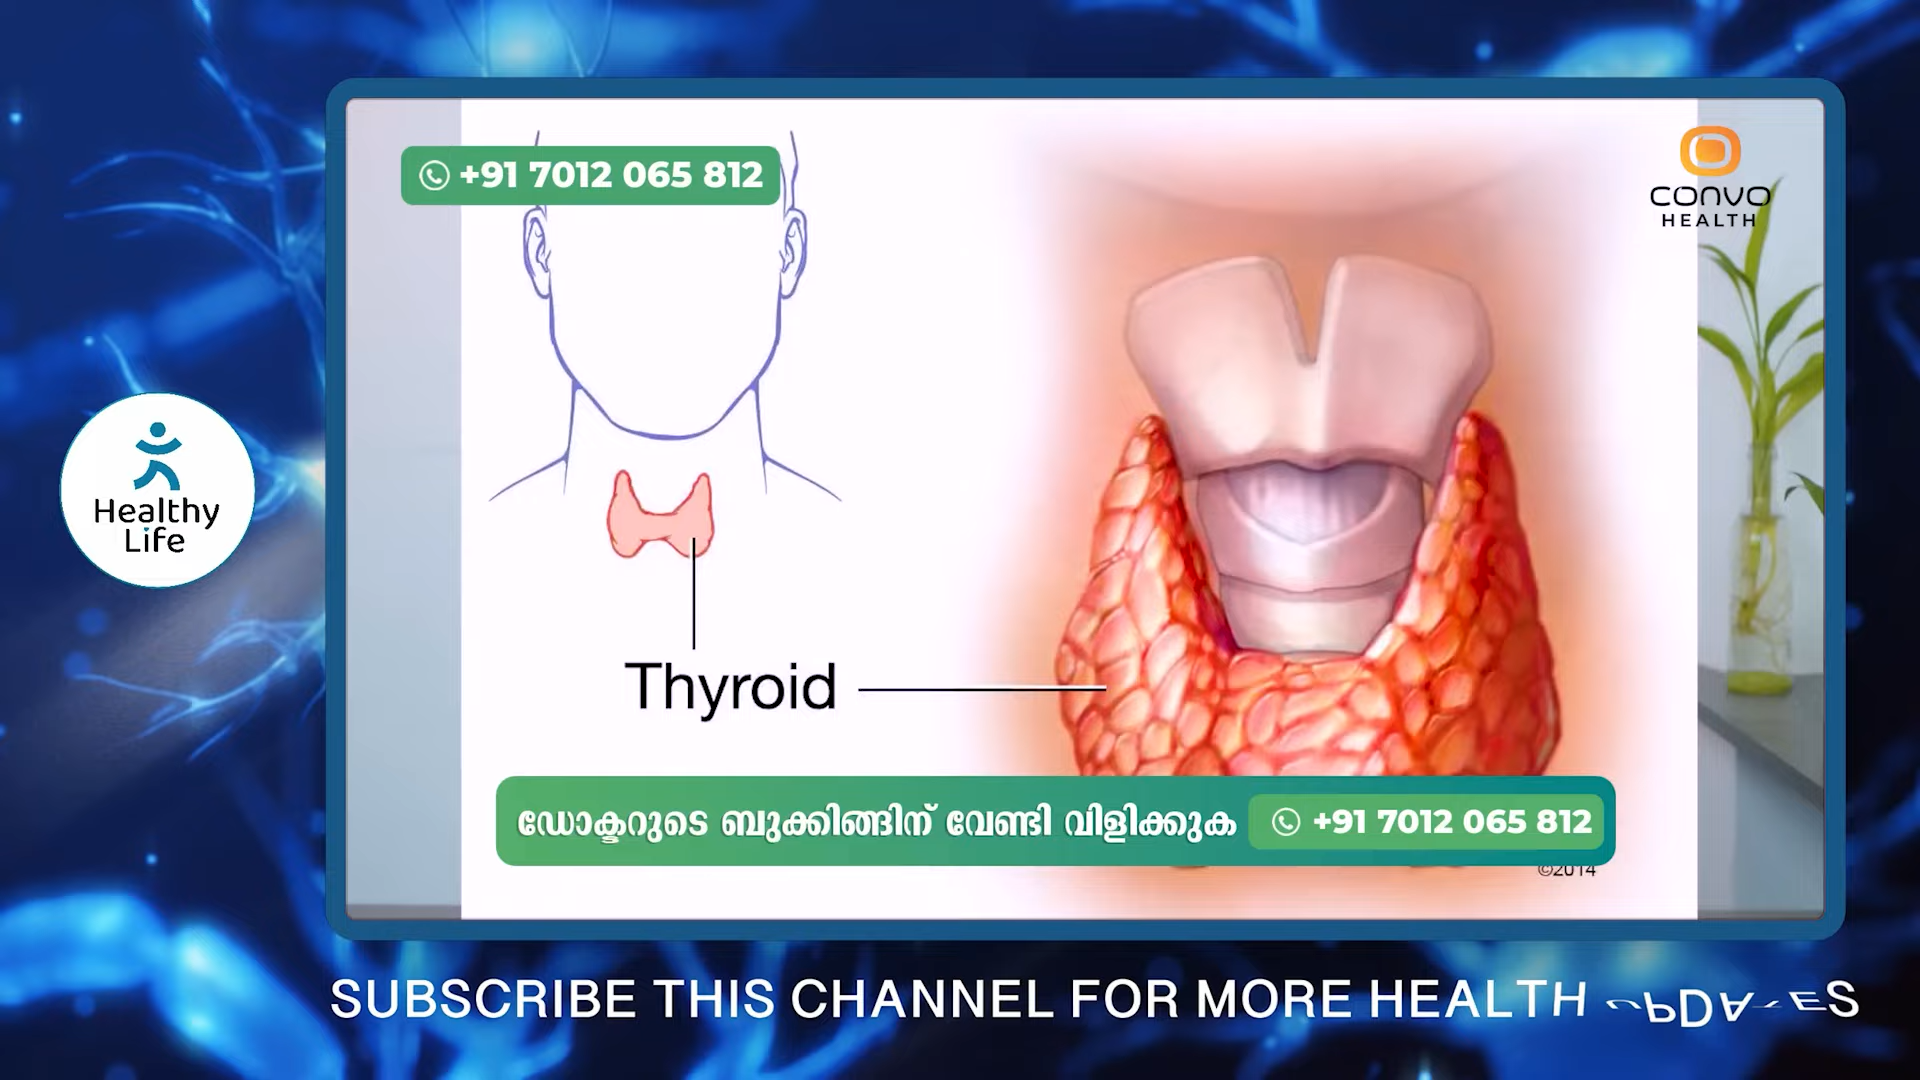 +91 7012 065 812
CONVO
HEALTH
Healthy
Life
Thyroid
ഡോക്ടറുടെ ബുക്കിങ്ങിന് വേണ്ടി വിളിക്കുക +91 7012 065 812
©2014
SUBSCRIBE THIS CHANNEL FOR MORE HEALTH